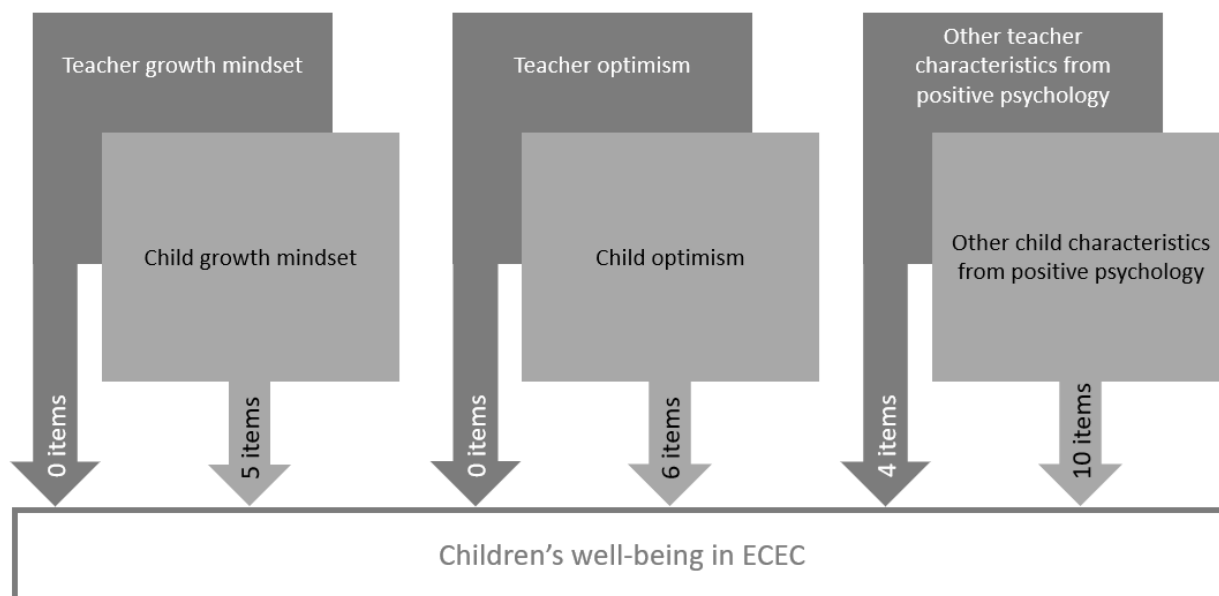 Teacher growth mindset
Teacher optimism
Other teacher
characteristics from
positive psychology
Child growth mindset
Child optimism
Other child characteristics
from positive psychology
0 items
5 items
0 items
6 items
4 items
10 items
Children’s well-being in ECEC